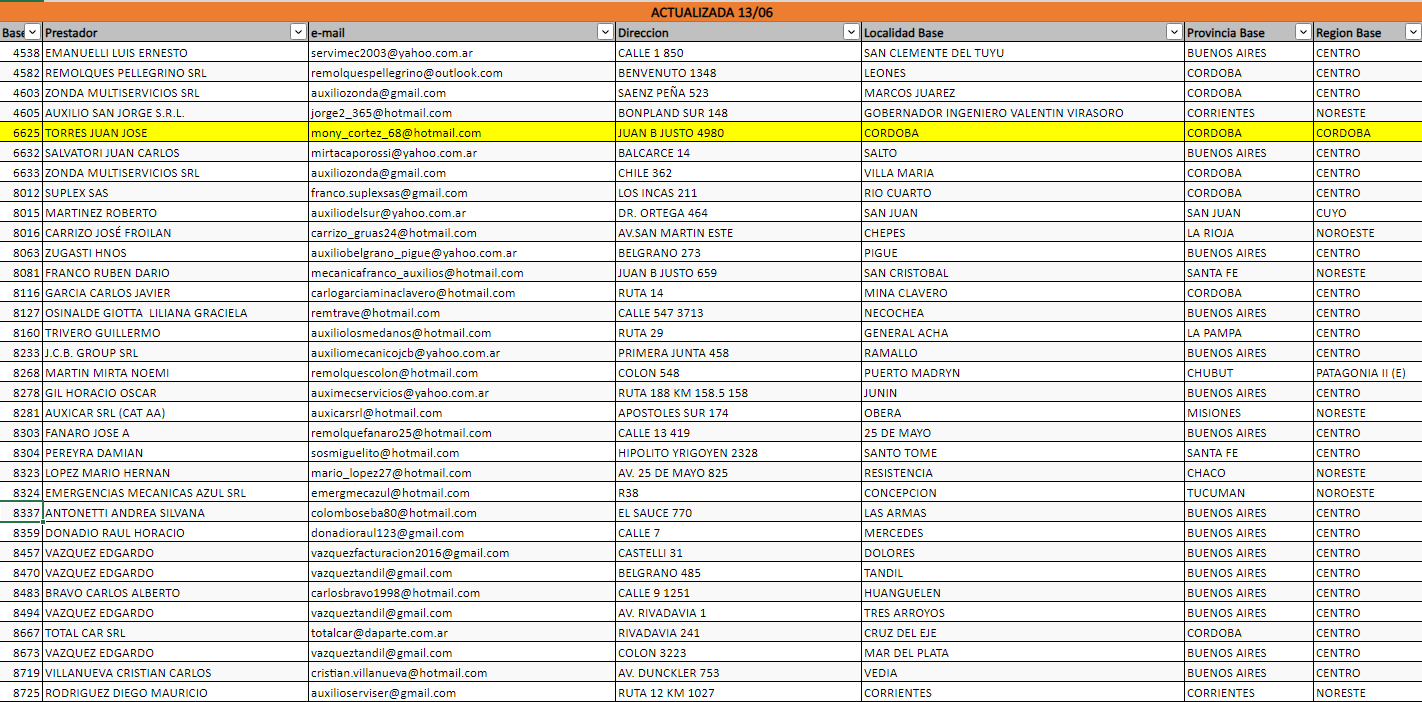 ACTUALIZADA 13/06
Base Prestador e-mail Direccion Localidad Base Provincia Base Region Base
4538 EMANUELLI LUIS ERNESTO servimec2003@yahoo.com.ar CALLE 1 850 SAN CLEMENTE DEL TUYU BUENOS AIRES CENTRO
4582 REMOLQUES PELLEGRINO SRL remolquespellegrino@outlook.com BENVENUTO 1348 LEONES CORDOBA CENTRO
4603 ZONDA MULTISERVICIOS SRL auxiliozonda@gmail.com SAENZ PEÑA 523 MARCOS JUAREZ CORDOBA CENTRO
4605 AUXILIO SAN JORGE S.R.L. jorge2_365@hotmail.com BONPLAND SUR 148 GOBERNADOR INGENIERO VALENTIN VIRASORO CORRIENTES NORESTE
6625 TORRES JUAN JOSE mony_cortez_68@hotmail.com JUAN B JUSTO 4980 CORDOBA CORDOBA CORDOBA
6632 SALVATORI JUAN CARLOS mirtacaporossi@yahoo.com.ar BALCARCE 14 SALTO BUENOS AIRES CENTRO
6633 ZONDA MULTISERVICIOS SRL auxiliozonda@gmail.com CHILE 362 VILLA MARIA CORDOBA CENTRO
8012 SUPLEX SAS franco.suplexsas@gmail.com LOS INCAS 211 RIO CUARTO CORDOBA CENTRO
8015 MARTINEZ ROBERTO auxiliodelsur@yahoo.com.ar DR. ORTEGA 464 SAN JUAN SAN JUAN CUYO
8016 CARRIZO JOSÉ FROILAN carrizo_gruas24@hotmail.com AV.SAN MARTIN ESTE CHEPES LA RIOJA NOROESTE
8063 ZUGASTI HNOS auxiliobelgrano_pigue@yahoo.com.ar BELGRANO 273 PIGUE BUENOS AIRES CENTRO
8081 FRANCO RUBEN DARIO mecanicafranco_auxilios@hotmail.com JUAN B JUSTO 659 SAN CRISTOBAL SANTA FE NORESTE
8116 GARCIA CARLOS JAVIER carlogarciaminaclavero@hotmail.com RUTA 14 MINA CLAVERO CORDOBA CENTRO
8127 OSINALDE GIOTTA  LILIANA GRACIELA remtrave@hotmail.com CALLE 547 3713 NECOCHEA BUENOS AIRES CENTRO
8160 TRIVERO GUILLERMO auxiliolosmedanos@hotmail.com RUTA 29 GENERAL ACHA LA PAMPA CENTRO
8233 J.C.B. GROUP SRL auxiliomecanicojcb@yahoo.com.ar PRIMERA JUNTA 458 RAMALLO BUENOS AIRES CENTRO
8268 MARTIN MIRTA NOEMI remolquescolon@hotmail.com COLON 548 PUERTO MADRYN CHUBUT PATAGONIA II (E)
8278 GIL HORACIO OSCAR auximecservicios@yahoo.com.ar RUTA 188 KM 158.5 158 JUNIN BUENOS AIRES CENTRO
8281 AUXICAR SRL (CAT AA) auxicarsrl@hotmail.com APOSTOLES SUR 174 OBERA MISIONES NORESTE
8303 FANARO JOSE A remolquefanaro25@hotmail.com CALLE 13 419 25 DE MAYO BUENOS AIRES CENTRO
8304 PEREYRA DAMIAN sosmiguelito@hotmail.com HIPOLITO YRIGOYEN 2328 SANTO TOME SANTA FE CENTRO
8323 LOPEZ MARIO HERNAN mario_lopez27@hotmail.com AV. 25 DE MAYO 825 RESISTENCIA CHACO NORESTE
8324 EMERGENCIAS MECANICAS AZUL SRL emergmecazul@hotmail.com R38 CONCEPCION TUCUMAN NOROESTE
8337 ANTONETTI ANDREA SILVANA colomboseba80@hotmail.com EL SAUCE 770 LAS ARMAS BUENOS AIRES CENTRO
8359 DONADIO RAUL HORACIO donadioraul123@gmail.com CALLE 7 MERCEDES BUENOS AIRES CENTRO
8457 VAZQUEZ EDGARDO vazquezfacturacion2016@gmail.com CASTELLI 31 DOLORES BUENOS AIRES CENTRO
8470 VAZQUEZ EDGARDO vazqueztandil@gmail.com BELGRANO 485 TANDIL BUENOS AIRES CENTRO
8483 BRAVO CARLOS ALBERTO carlosbravo1998@hotmail.com CALLE 9 1251 HUANGUELEN BUENOS AIRES CENTRO
8494 VAZQUEZ EDGARDO vazqueztandil@gmail.com AV. RIVADAVIA 1 TRES ARROYOS BUENOS AIRES CENTRO
8667 TOTAL CAR SRL totalcar@daparte.com.ar RIVADAVIA 241 CRUZ DEL EJE CORDOBA CENTRO
8673 VAZQUEZ EDGARDO vazqueztandil@gmail.com COLON 3223 MAR DEL PLATA BUENOS AIRES CENTRO
8719 VILLANUEVA CRISTIAN CARLOS cristian.villanueva@hotmail.com AV. DUNCKLER 753 VEDIA BUENOS AIRES CENTRO
8725 RODRIGUEZ DIEGO MAURICIO auxilioserviser@gmail.com RUTA 12 KM 1027 CORRIENTES CORRIENTES NORESTE